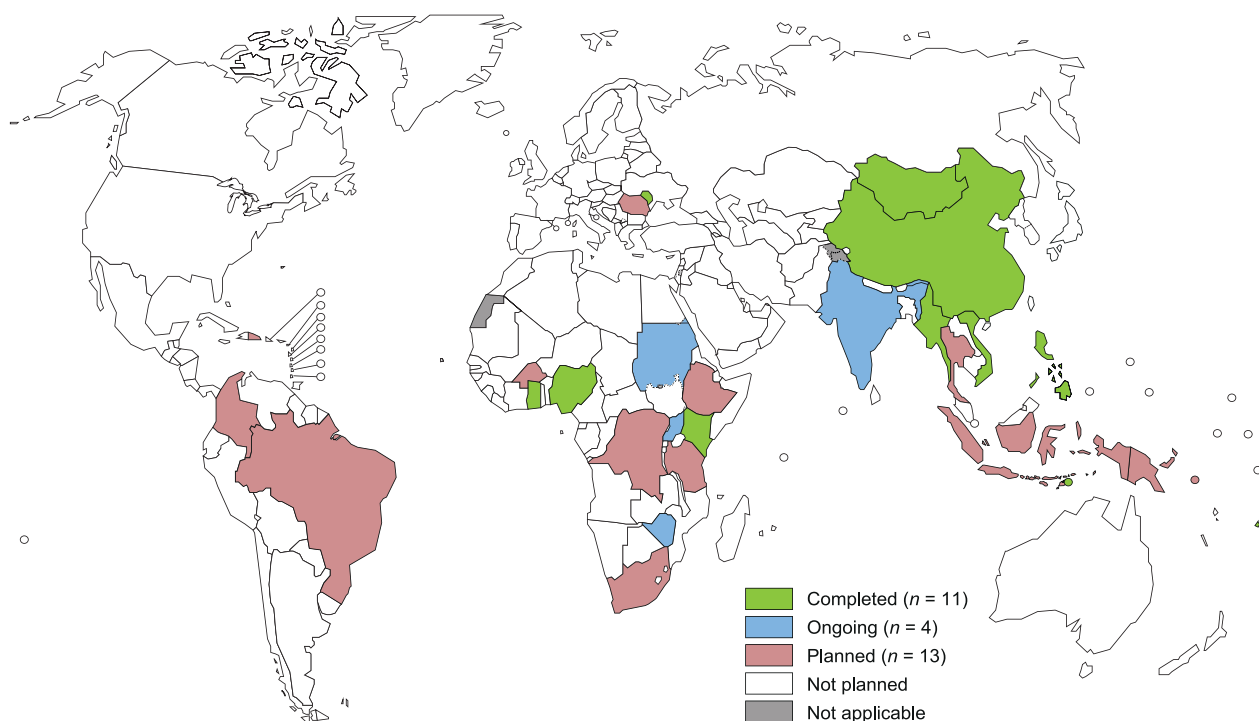 Completed (n = 11)
Ongoing (n = 4)
Planned (n = 13)
Not planned
Not applicable